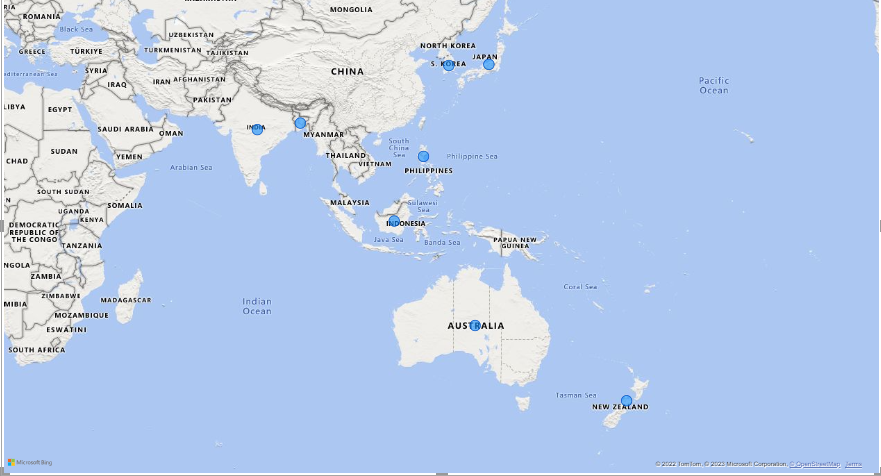 MONGOLIA
ROMANIA
Black Sea
UZBEKISTAN
NORTH KOREA
GREECE
TÜRKIYE
TURKMENISTAN
TAJIKISTAN
S. KOREA
JAPAN
SYRIA
CHINA
IRAQ
IRAN
AFGHANISTAN
Pacific
Ocean
PAKISTAN
LIBYA
EGYPT
SAUDI ARABIA
OMAN
INDIA
MYANMAR
South
China
Sea
Philippine Sea
SUDAN
CHAD
YEMEN
Arabian Sea
THAILAND
VIETNAM
PHILIPPINES
SOUTH SUDAN
SOMALIA
MALAYSIA
Sulawesi
Sea
UGANDA
KENYA
DEMOCRATIC
REPUBLIC OF
THE CONGO
INDONESIA
TANZANIA
Java Sea
Banda Sea
PAPUA NEW
GUINEA
NGOLA
ZAMBIA
Coral Sea
MIBIA
ZIMBABWE
MADAGASCAR
Indian
Ocean
MOZAMBIQUE
ESWATINI
AUSTRALIA
SOUTH AFRICA
Tasman Sea
NEW ZEALAND
Microsoft Bing
© 2022 TomTom, © 2023 Microsoft Corporation, © OpenStreetMap Terms